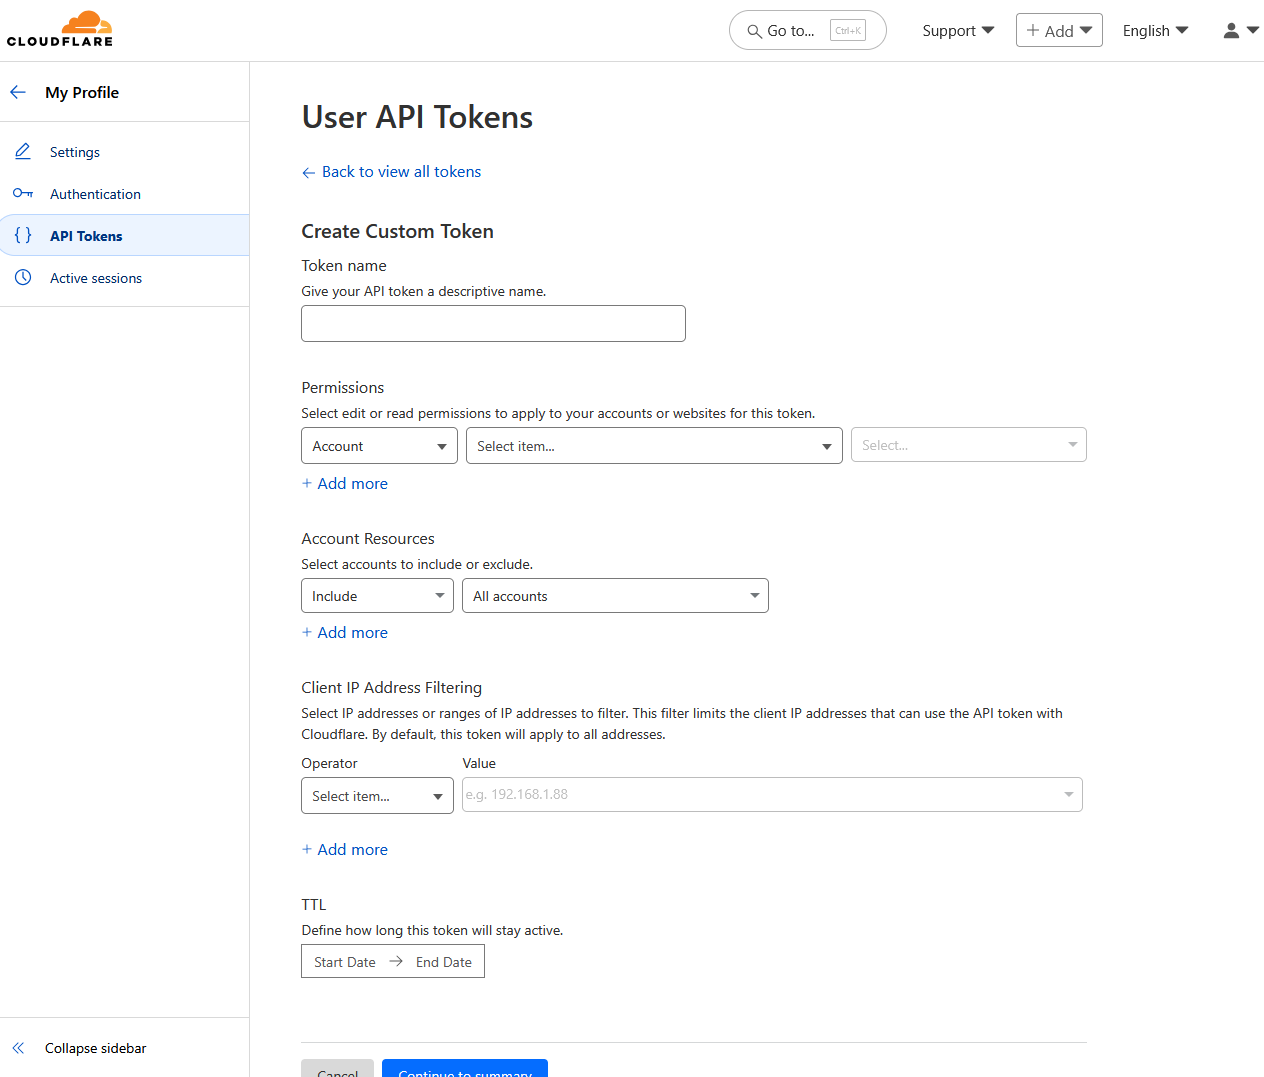 CLOUDFLARE
Go to... Ctrl+K
Support
+ Add
English
My Profile
Settings
Authentication
API Tokens
Active sessions
Collapse sidebar
User API Tokens
← Back to view all tokens
Create Custom Token
Token name
Give your API token a descriptive name.
Permissions
Select edit or read permissions to apply to your accounts or websites for this token.
Account Select item... Select...
+ Add more
Account Resources
Select accounts to include or exclude.
Include All accounts
+ Add more
Client IP Address Filtering
Select IP addresses or ranges of IP addresses to filter. This filter limits the client IP addresses that can use the API token with
Cloudflare. By default, this token will apply to all addresses.
Operator Value
Select item... e.g. 192.168.1.88
+ Add more
TTL
Define how long this token will stay active.
Start Date → End Date
Cancel Continue to summary